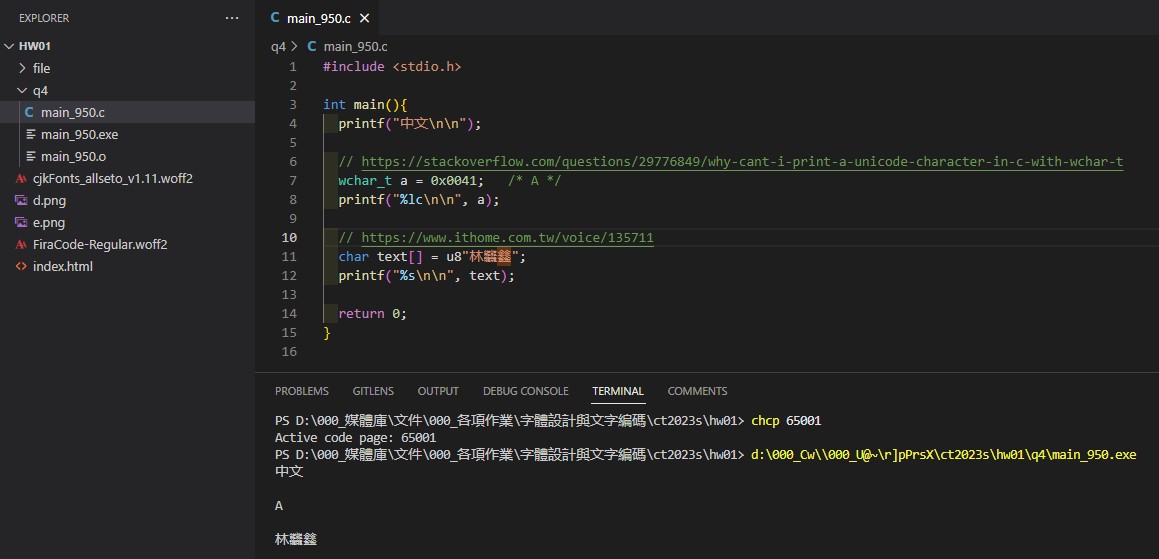 EXPLORER
HW01
file
q4
main_950.c
main_950.exe
main_950.o
cjkFonts_allseto_v1.11.woff2
d.png
e.png
FiraCode-Regular.woff2
index.html
main_950.c
q4 > main_950.c
1 #include <stdio.h>
2
3 int main(){
4 printf("中文\n\n");
5
6 // https://stackoverflow.com/questions/29776849/why-cant-i-print-a-unicode-character-in-c-with-wchar-t
7 wchar_t a = 0x0041; /* A */
8 printf("%lc\n\n", a);
9
10 // https://www.ithome.com.tw/voice/135711
11 char text[] = u8"林";
12 printf("%s\n\n", text);
13
14 return 0;
15 }
16
PROBLEMS GITLENS OUTPUT DEBUG CONSOLE TERMINAL COMMENTS
PS D:\000_媒體庫\文件\000_各項作業\字體設計與文字編碼\ct2023s\hw01> chcp 65001
Active code page: 65001
PS D:\000_媒體庫\文件\000_各項作業\字體設計與文字編碼\ct2023s\hw01> d:\000_Cw\\000_U@~\r]pPrsX\ct2023s\hw01\q4\main_950.exe
中文
A
林